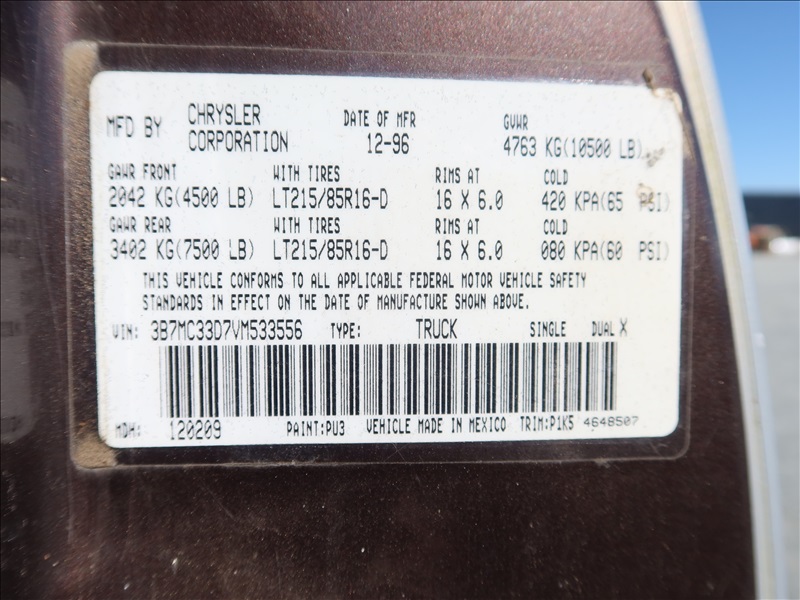 MFD BY CHRYSLER CORPORATION DATE OF MFR 12-96 GVWR 4763 KG(10500 LB)
GAWR FRONT WITH TIRES RIMS AT COLD
2042 KG(4500 LB) LT215/85R16-D 16 X 6.0 420 KPA(65 PSI)
GAWR REAR WITH TIRES RIMS AT COLD
3402 KG(7500 LB) LT215/85R16-D 16 X 6.0 080 KPA(60 PSI)
THIS VEHICLE CONFORMS TO ALL APPLICABLE FEDERAL MOTOR VEHICLE SAFETY
STANDARDS IN EFFECT ON THE DATE OF MANUFACTURE SHOWN ABOVE.
VIN: 3B7MC33D7VM533556 TYPE: TRUCK SINGLE DUAL X
MDH: 120209 PAINT:PU3 VEHICLE MADE IN MEXICO TRIM:P1K5 4648507